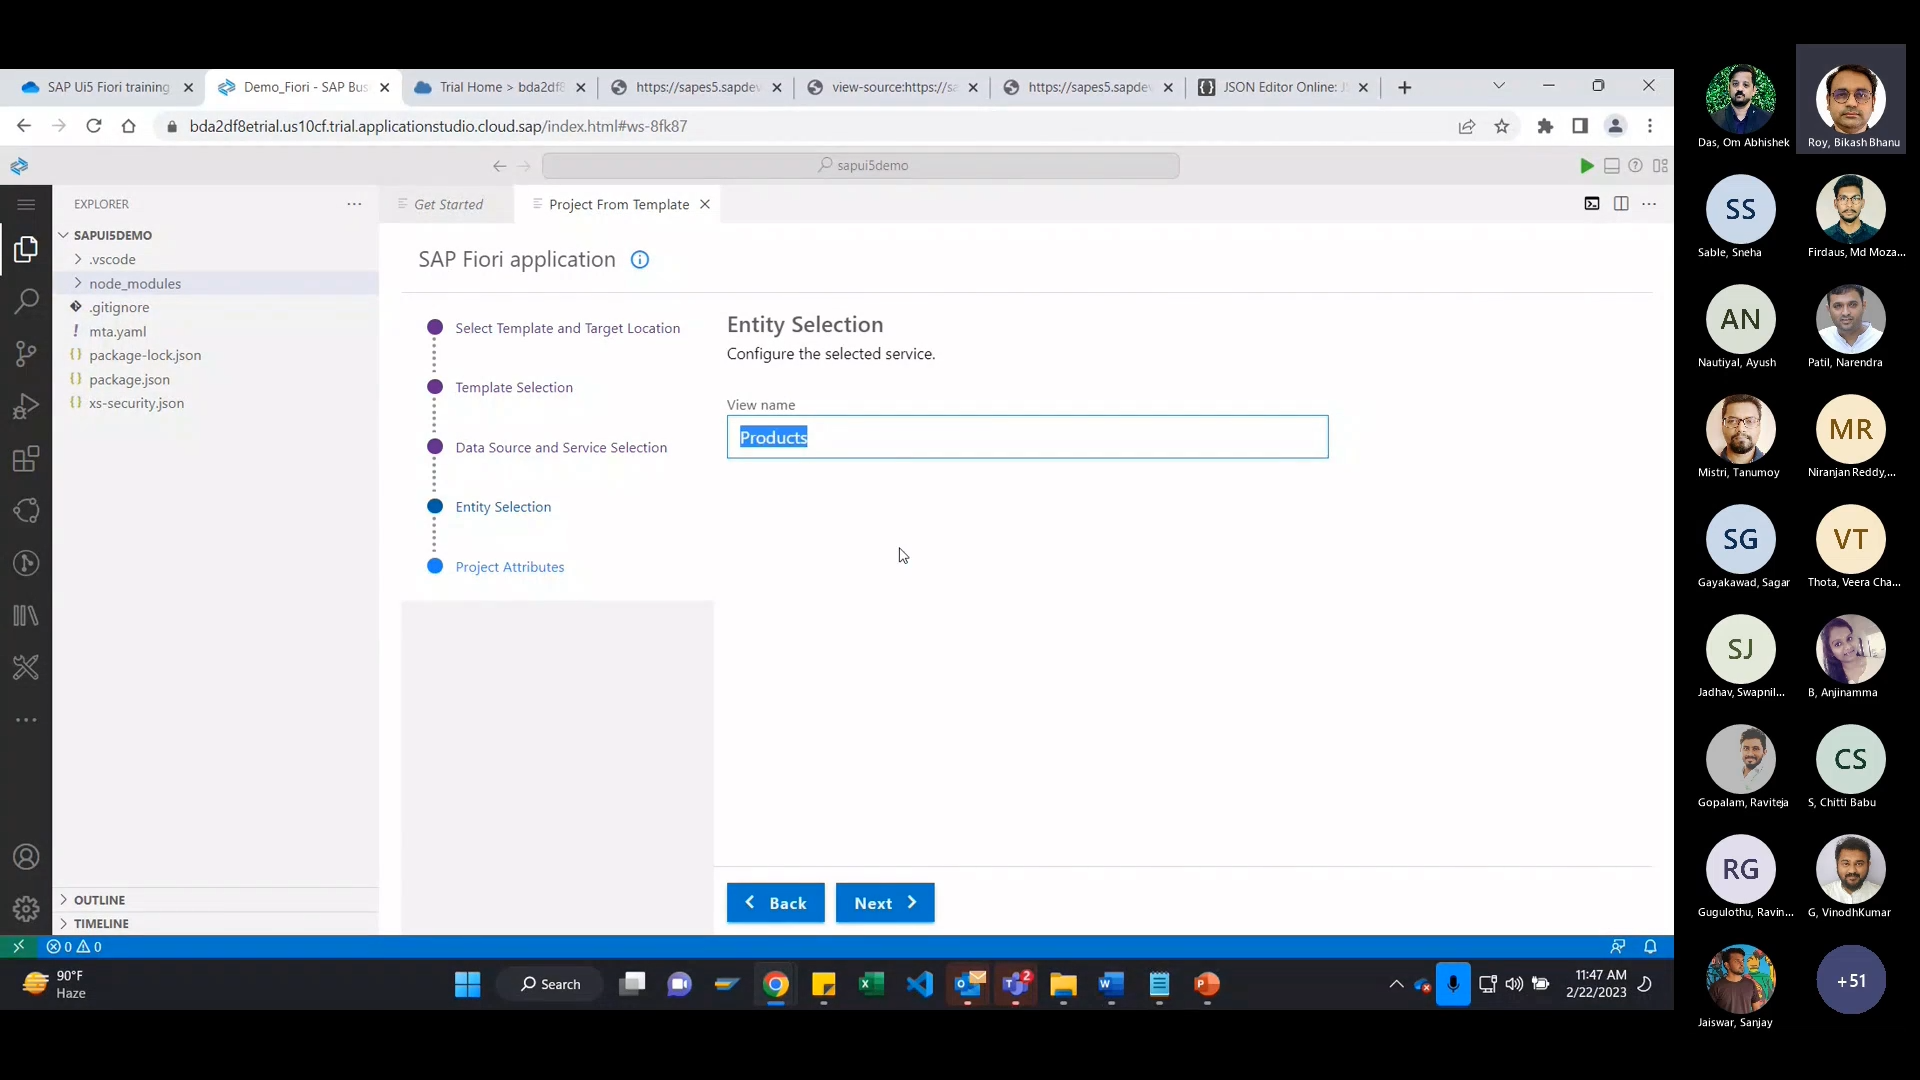 SAP Ui5 Fiori training
Demo_Fiori - SAP Bus
Trial Home > bda2df8
https://sapes5.sapdev
view-source:https://sa
https://sapes5.sapdev
JSON Editor Online: JS
bda2df8etrial.us10cf.trial.applicationstudio.cloud.sap/index.html#ws-8fk87
sapui5demo
EXPLORER
Get Started
Project From Template
SAPUI5DEMO
.vscode
node_modules
.gitignore
mta.yaml
package-lock.json
package.json
xs-security.json
OUTLINE
TIMELINE
SAP Fiori application
Select Template and Target Location
Template Selection
Data Source and Service Selection
Entity Selection
Project Attributes
Entity Selection
Configure the selected service.
View name
Products
Back
Next
0 0
90°F
Haze
Search
2
11:47 AM
2/22/2023
Das, Om Abhishek
Roy, Bikash Bhanu
SS
Sable, Sneha
Firdaus, Md Moza...
AN
Nautiyal, Ayush
Patil, Narendra
Mistri, Tanumoy
MR
Niranjan Reddy,...
SG
Gayakawad, Sagar
VT
Thota, Veera Cha...
SJ
Jadhav, Swapnil...
B, Anjinamma
Gopalam, Raviteja
CS
S, Chitti Babu
RG
Gugulothu, Ravin...
G, VinodhKumar
Jaiswar, Sanjay
+51